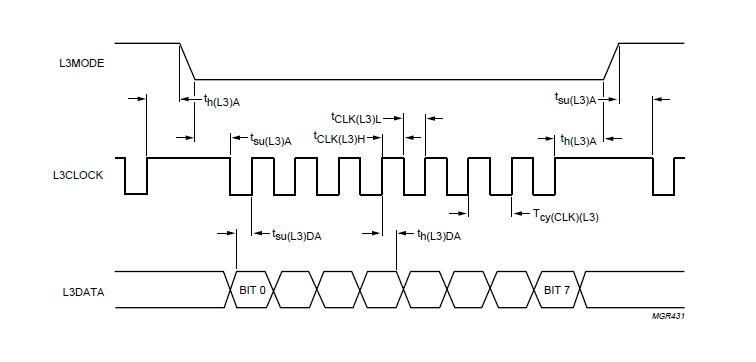 L3MODE
th(L3)A
tsu(L3)A
tCLK(L3)L
tsu(L3)A
tCLK(L3)H
th(L3)A
L3CLOCK
Tcy(CLK)(L3)
tsu(L3)DA
th(L3)DA
L3DATA
BIT 0
BIT 7
MGR431